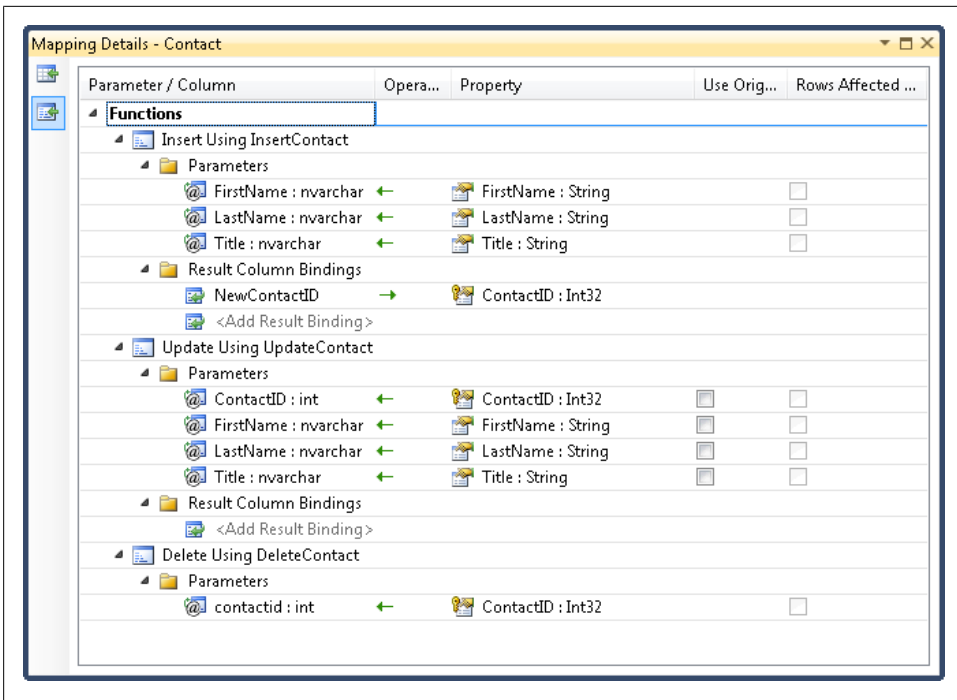 Mapping Details - Contact
Parameter / Column Opera... Property Use Orig... Rows Affected ...
Functions
Insert Using InsertContact
Parameters
FirstName : nvarchar FirstName : String
LastName : nvarchar LastName : String
Title : nvarchar Title : String
Result Column Bindings
NewContactID ContactID : Int32
<Add Result Binding>
Update Using UpdateContact
Parameters
ContactID : int ContactID : Int32
FirstName : nvarchar FirstName : String
LastName : nvarchar LastName : String
Title : nvarchar Title : String
Result Column Bindings
<Add Result Binding>
Delete Using DeleteContact
Parameters
contactid : int ContactID : Int32